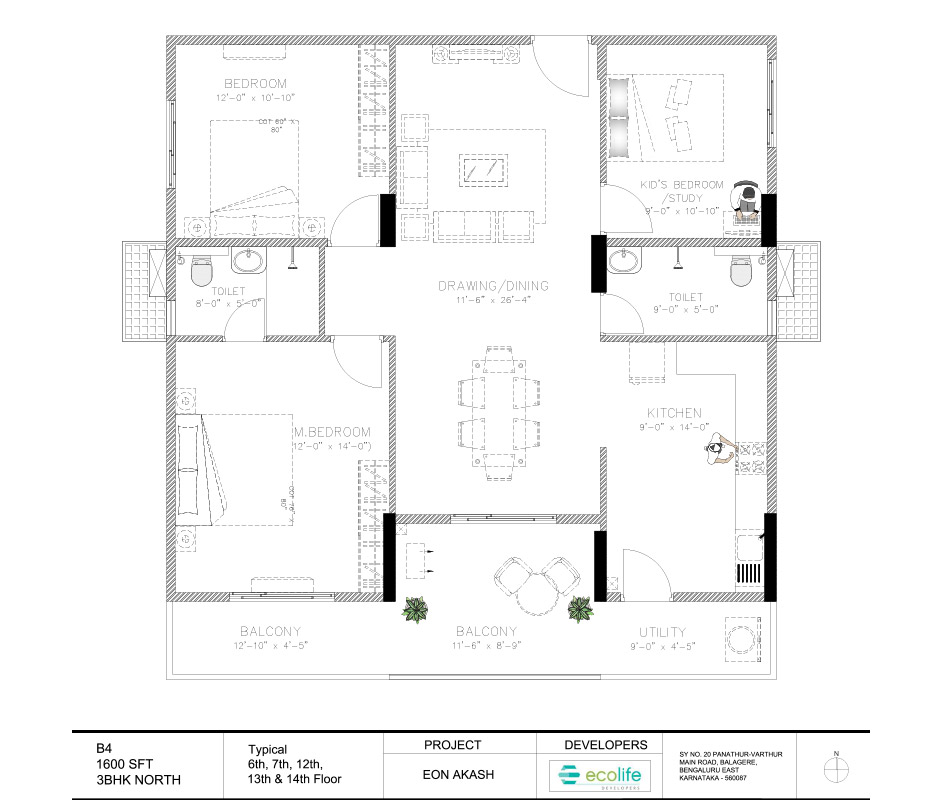 BEDROOM
12'-0" x 10'-10"
COT 60" X
80"
KID'S BEDROOM
/STUDY
9'-0" x 10'-10"
TOILET
8'-0" x 5'-0"
DRAWING/DINING
11'-6" x 26'-4"
TOILET
9'-0" x 5'-0"
M.BEDROOM
12'-0" x 14'-0")
KITCHEN
9'-0" x 14'-0"
80"
BALCONY
12'-10" x 4'-5"
BALCONY
11'-6" x 8'-9"
UTILITY
9'-0" x 4'-5"
B4
1600 SFT
3BHK NORTH
Typical
6th, 7th, 12th,
13th & 14th Floor
PROJECT
EON AKASH
DEVELOPERS
ecolife
DEVELOPERS
SY NO. 20 PANATHUR-VARTHUR
MAIN ROAD, BALAGERE,
BENGALURU EAST
KARNATAKA - 560087
N